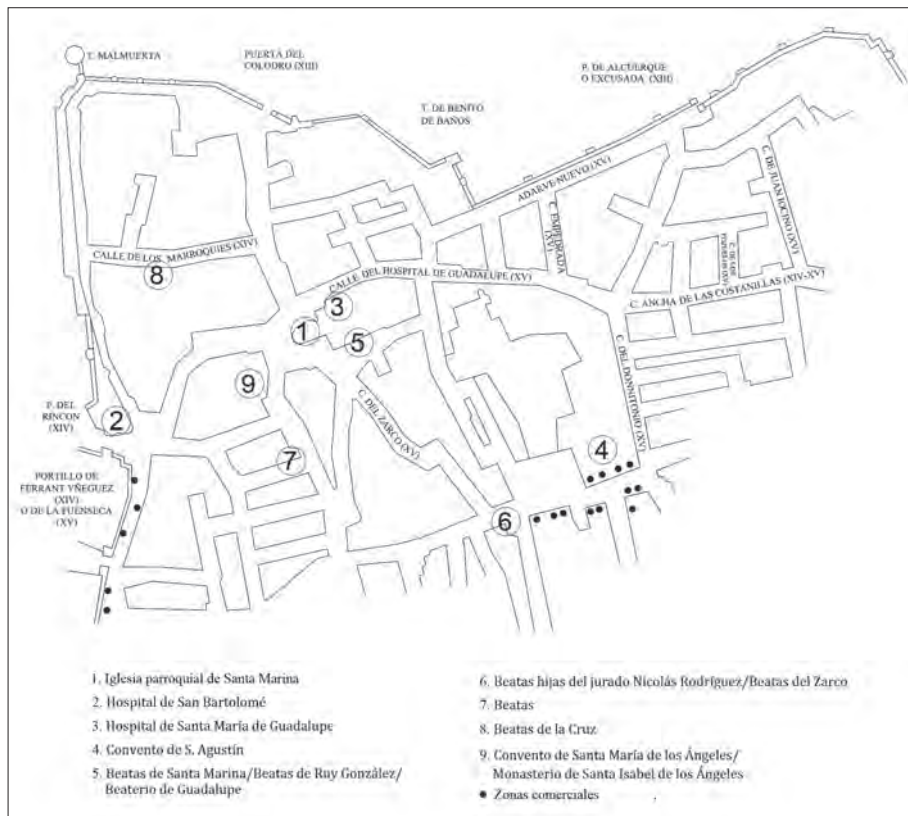 T. MALMUERTA
PUERTA DEL
COLODRO (XIII)
P. DE ALCUERQUE
O EXCUSADA (XIII)
T. DE BENITO
DE BAÑOS
ADARVE NUEVO (XV)
C. EMPEDRADA
(XV)
C. DE JUAN TOCINO (XV)
CALLE DE LOS MARROQUIES (XIV)
8
CALLE DEL HOSPITAL DE GUADALUPE (XV)
C. ANCHA DE LAS COSTANILLAS (XIV-XV)
3
1
5
C. DEL DONNITONIO (XV)
9
C. DEL ZARCO (XV)
P. DEL
RINCON
(XIV)
2
7
4
PORTILLO DE
FERRANT YÑEGUEZ
(XIV)
O DE LA FUENSECA
(XV)
6
1. Iglesia parroquial de Santa Marina
2. Hospital de San Bartolomé
3. Hospital de Santa María de Guadalupe
4. Convento de S. Agustín
5. Beatas de Santa Marina/Beatas de Ruy González/
Beaterio de Guadalupe
6. Beatas hijas del jurado Nicolás Rodríguez/Beatas del Zarco
7. Beatas
8. Beatas de la Cruz
9. Convento de Santa María de los Ángeles/
Monasterio de Santa Isabel de los Ángeles
● Zonas comerciales